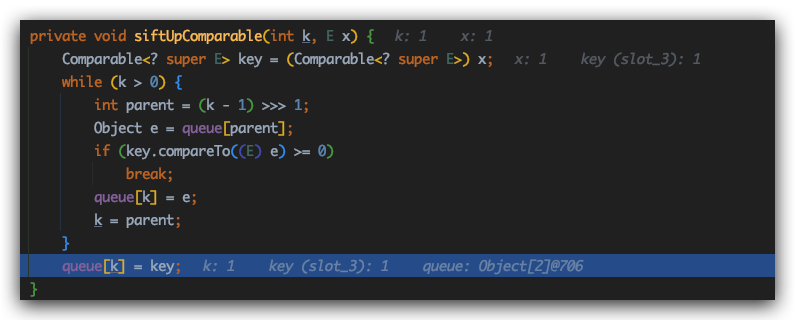 private void siftUpComparable(int k, E x) { k: 1 x: 1
Comparable<? super E> key = (Comparable<? super E>) x; x: 1 key (slot_3): 1
while (k > 0) {
int parent = (k - 1) >>> 1;
Object e = queue[parent];
if (key.compareTo((E) e) >= 0)
break;
queue[k] = e;
k = parent;
}
queue[k] = key; k: 1 key (slot_3): 1 queue: Object[2]@706
}